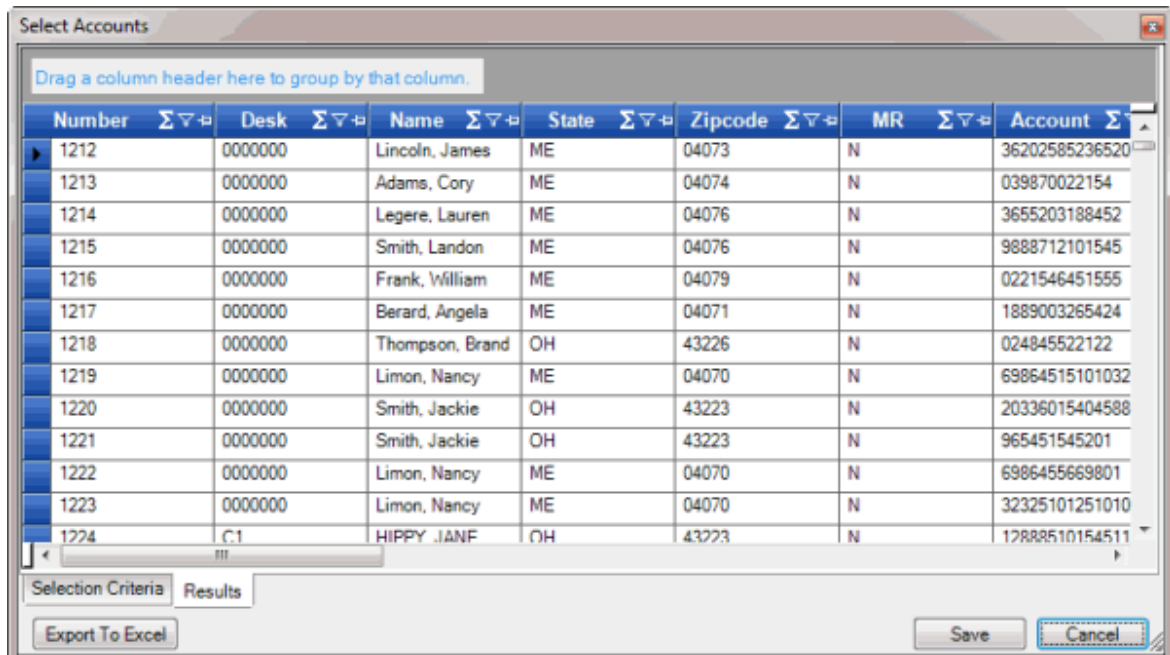 Select Accounts
Drag a column header here to group by that column.
Number Σ Desk Σ Name Σ State Σ Zipcode Σ MR Σ Account Σ
1212 0000000 Lincoln, James ME 04073 N 36202585236520
1213 0000000 Adams, Cory ME 04074 N 039870022154
1214 0000000 Legere, Lauren ME 04076 N 3655203188452
1215 0000000 Smith, Landon ME 04076 N 9888712101545
1216 0000000 Frank, William ME 04079 N 0221546451555
1217 0000000 Berard, Angela ME 04071 N 1889003265424
1218 0000000 Thompson, Brand OH 43226 N 024845522122
1219 0000000 Limon, Nancy ME 04070 N 69864515101032
1220 0000000 Smith, Jackie OH 43223 N 20336015404588
1221 0000000 Smith, Jackie OH 43223 N 965451545201
1222 0000000 Limon, Nancy ME 04070 N 6986455669801
1223 0000000 Limon, Nancy ME 04070 N 32325101251010
1224 C1 HIPPY, JANE OH 43223 N 12888510154511
Selection Criteria Results
Export To Excel Save Cancel